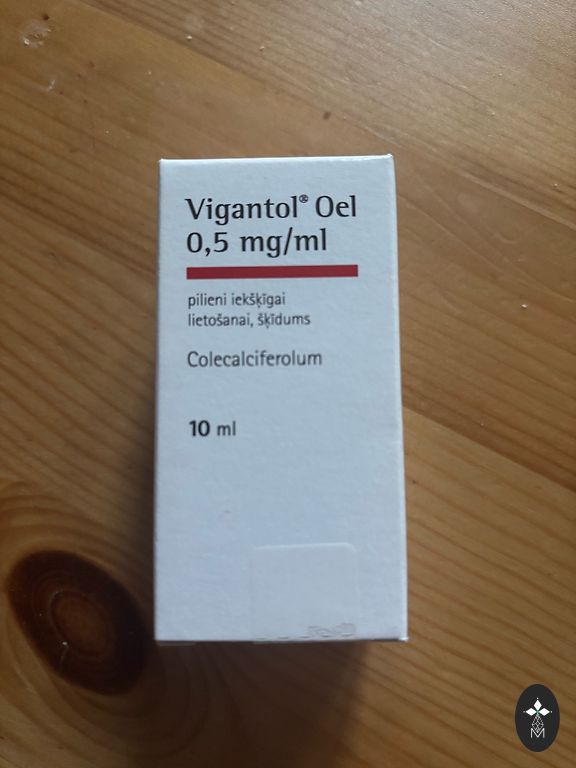 Vigantol® Oel
0,5 mg/ml
pilieni iekšķīgai
lietošanai, šķīdums
Colecalciferolum
10 ml
M